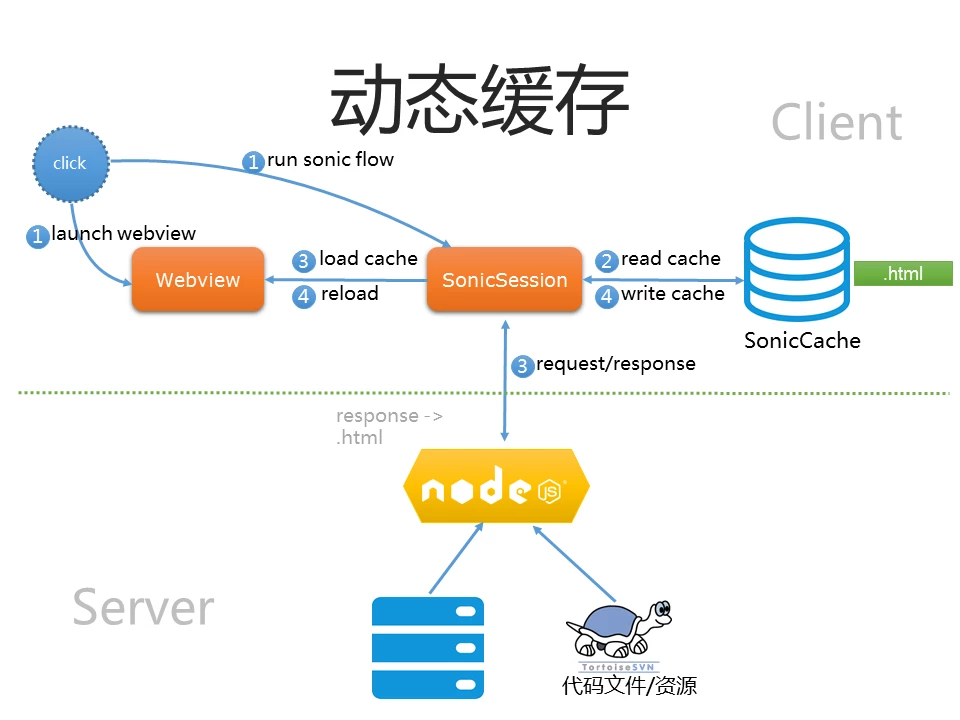 动态缓存
Client
click
1 run sonic flow
1 launch webview
Webview
3 load cache
4 reload
SonicSession
2 read cache
4 write cache
.html
SonicCache
3 request/response
response ->
.html
node
JS
Server
TortoiseSVN
代码文件/资源